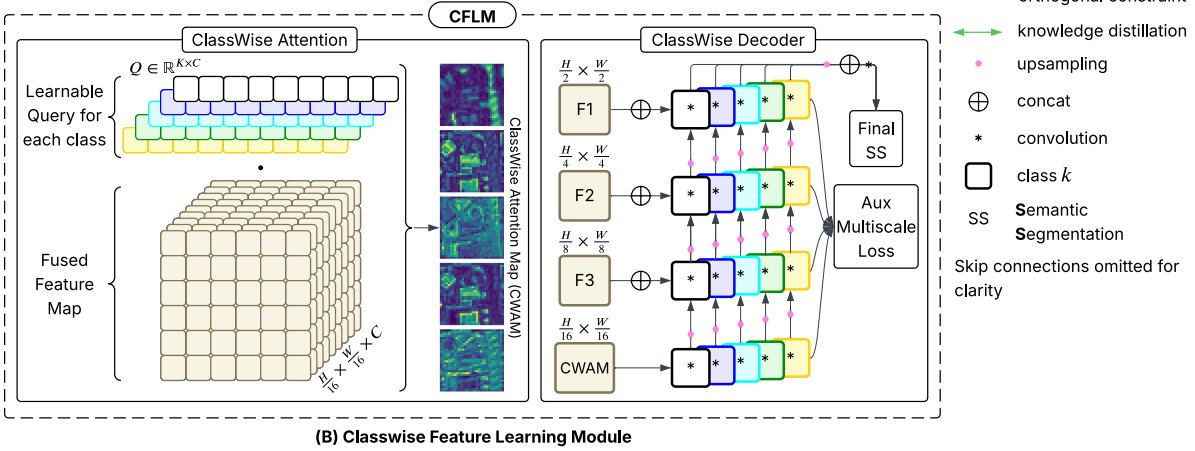 CFLM
ClassWise Attention
Q ∈ ℝ^{K×C}
Learnable
Query for
each class
•
Fused
Feature
Map
H/16 × W/16 × C
ClassWise Attention Map (CWAM)
ClassWise Decoder
H/2 × W/2
F1
H/4 × W/4
F2
H/8 × W/8
F3
H/16 × W/16
CWAM
* * * * *
* * * * *
* * * * *
* * * * *
*
Final
SS
Aux
Multiscale
Loss
orthogonal constraint
knowledge distillation
upsampling
concat
* convolution
class k
SS Semantic
Segmentation
Skip connections omitted for
clarity
(B) Classwise Feature Learning Module